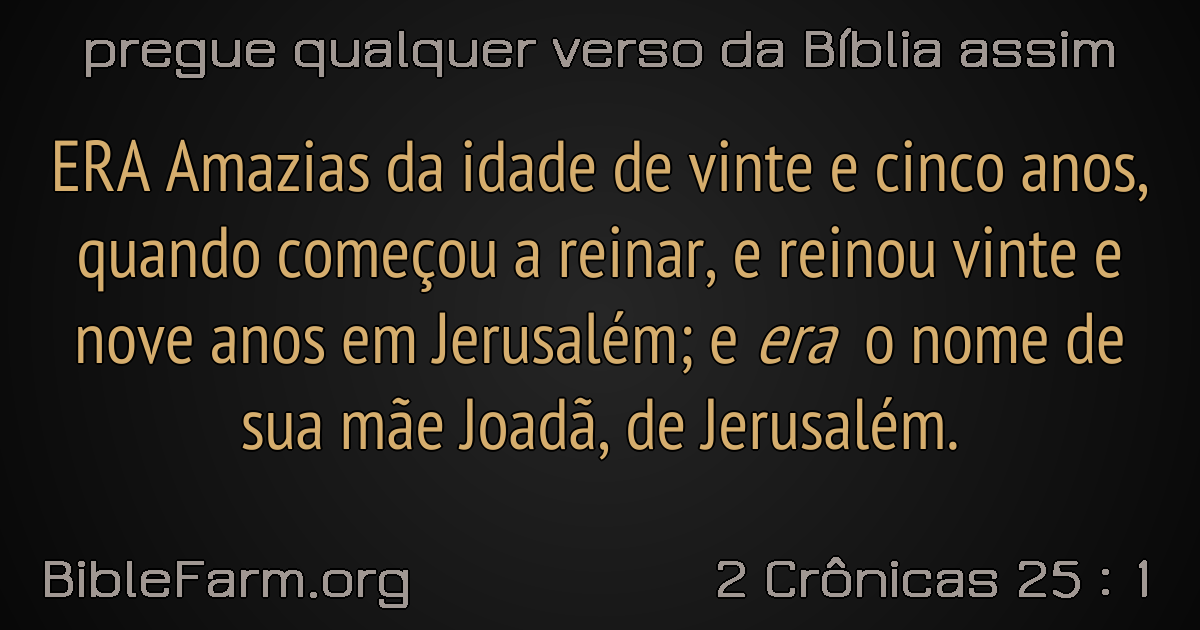 pregue qualquer verso da Bíblia assim
ERA Amazias da idade de vinte e cinco anos,
quando começou a reinar, e reinou vinte e
nove anos em Jerusalém; e era o nome de
sua mãe Joadã, de Jerusalém.
BibleFarm.org
2 Crônicas 25 : 1